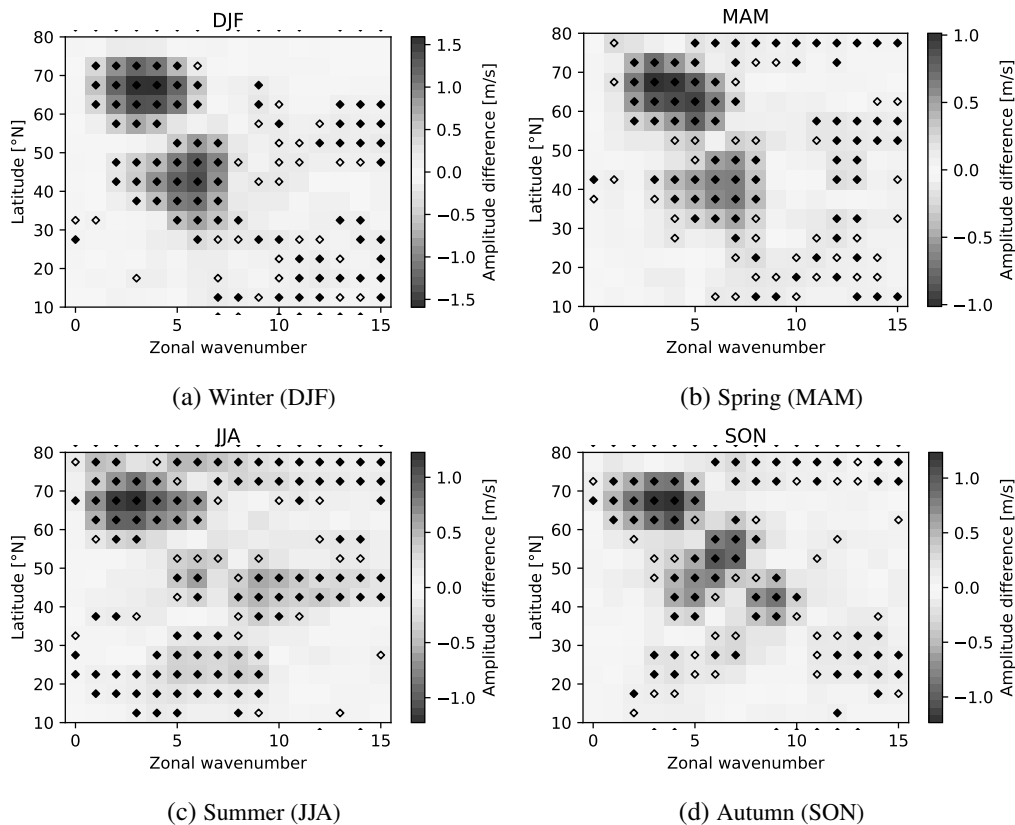 DJF
80
70
60
50
40
30
20
10
Latitude [°N]
0 5 10 15
Zonal wavenumber
1.5
1.0
0.5
0.0
−0.5
−1.0
−1.5
Amplitude difference [m/s]
(a) Winter (DJF)
MAM
80
70
60
50
40
30
20
10
Latitude [°N]
0 5 10 15
Zonal wavenumber
1.0
0.5
0.0
−0.5
−1.0
Amplitude difference [m/s]
(b) Spring (MAM)
JJA
80
70
60
50
40
30
20
10
Latitude [°N]
0 5 10 15
Zonal wavenumber
1.0
0.5
0.0
−0.5
−1.0
Amplitude difference [m/s]
(c) Summer (JJA)
SON
80
70
60
50
40
30
20
10
Latitude [°N]
0 5 10 15
Zonal wavenumber
1.0
0.5
0.0
−0.5
−1.0
Amplitude difference [m/s]
(d) Autumn (SON)